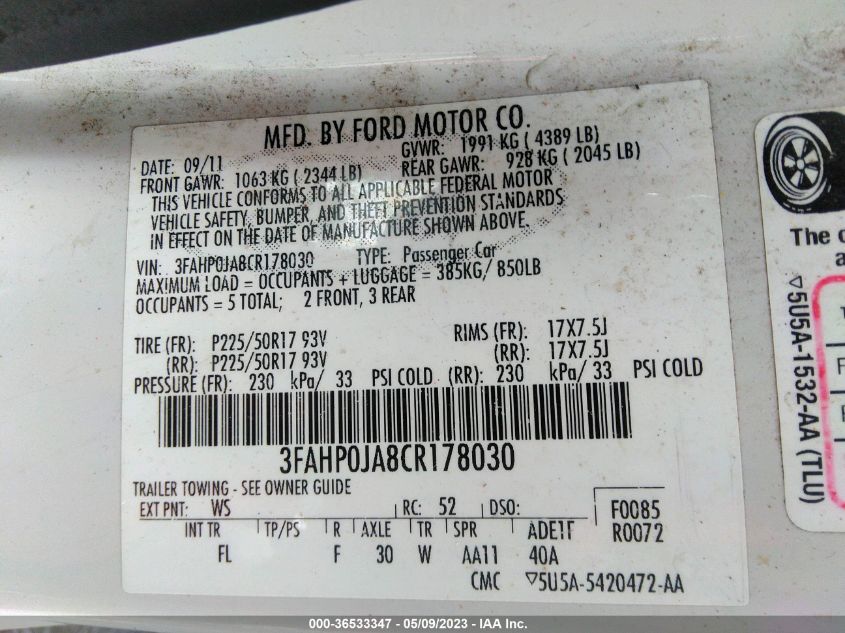 MFD. BY FORD MOTOR CO.
DATE: 09/11 GVWR: 1991 KG ( 4389 LB)
FRONT GAWR: 1063 KG ( 2344 LB) REAR GAWR: 928 KG ( 2045 LB)
THIS VEHICLE CONFORMS TO ALL APPLICABLE FEDERAL MOTOR
VEHICLE SAFETY, BUMPER, AND THEFT PREVENTION STANDARDS
IN EFFECT ON THE DATE OF MANUFACTURE SHOWN ABOVE.
VIN: 3FAHP0JA8CR178030 TYPE: Passenger Car
MAXIMUM LOAD = OCCUPANTS + LUGGAGE = 385KG/ 850LB
OCCUPANTS = 5 TOTAL; 2 FRONT, 3 REAR
TIRE (FR): P225/50R17 93V RIMS (FR): 17X7.5J
(RR): P225/50R17 93V (RR): 17X7.5J
PRESSURE (FR): 230 kPa/ 33 PSI COLD (RR): 230 kPa/ 33 PSI COLD
3FAHP0JA8CR178030
TRAILER TOWING - SEE OWNER GUIDE
EXT PNT: WS RC: 52 DSO: F0085
R0072
INT TR TP/PS R AXLE TR SPR ADE1F
FL F 30 W AA11 40A
CMC ▽5U5A-5420472-AA
The
▽5U5A-1532-AA (TLU)
000-36533347 - 05/09/2023 - IAA Inc.